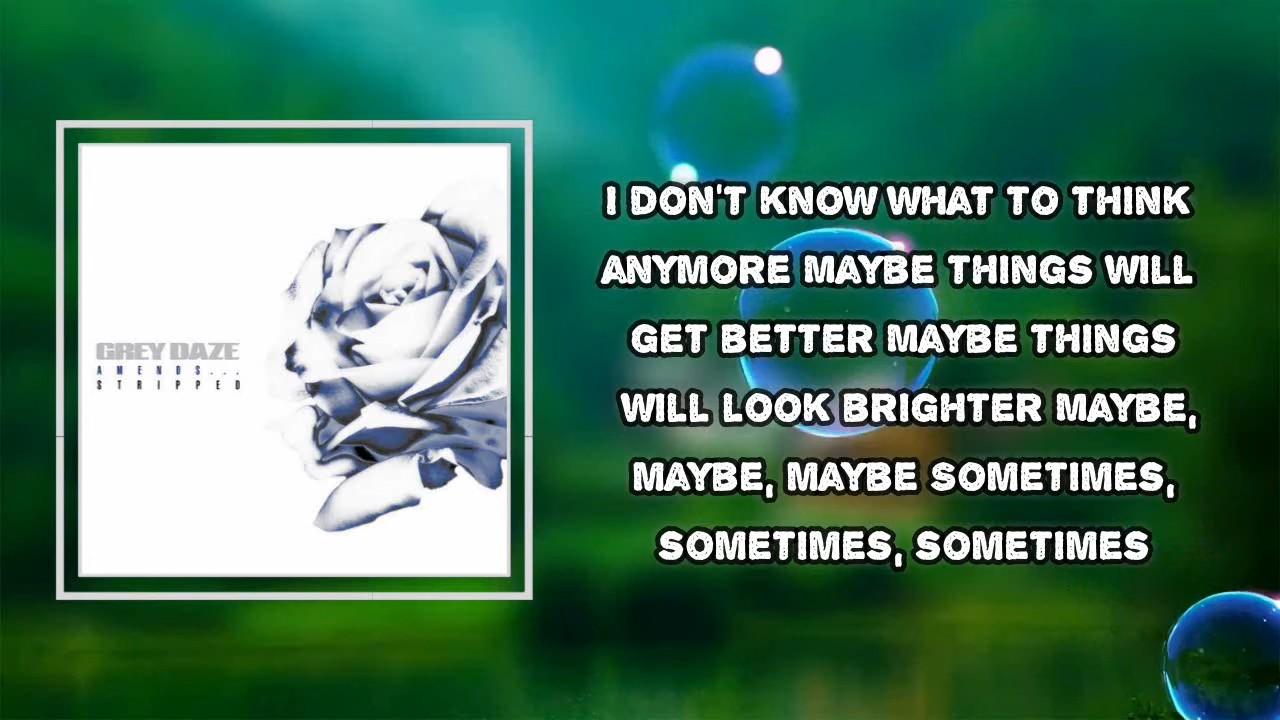 GREY DAZE
AMENDS...
STRIPPED
I DON'T KNOW WHAT TO THINK
ANYMORE MAYBE THINGS WILL
GET BETTER MAYBE THINGS
WILL LOOK BRIGHTER MAYBE,
MAYBE, MAYBE SOMETIMES,
SOMETIMES, SOMETIMES